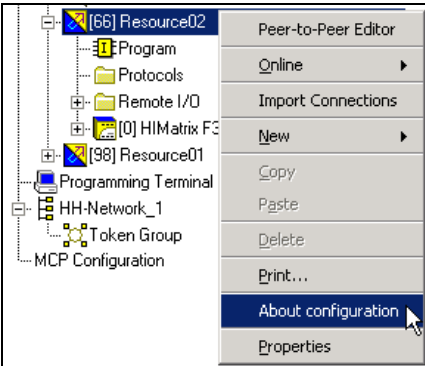 [66] Resource02
Program
Protocols
Remote I/O
[0] HIMatrix F3
[98] Resource01
Programming Terminal
HH-Network_1
Token Group
MCP Configuration
Peer-to-Peer Editor
Online
Import Connections
New
Copy
Paste
Delete
Print...
About configuration
Properties